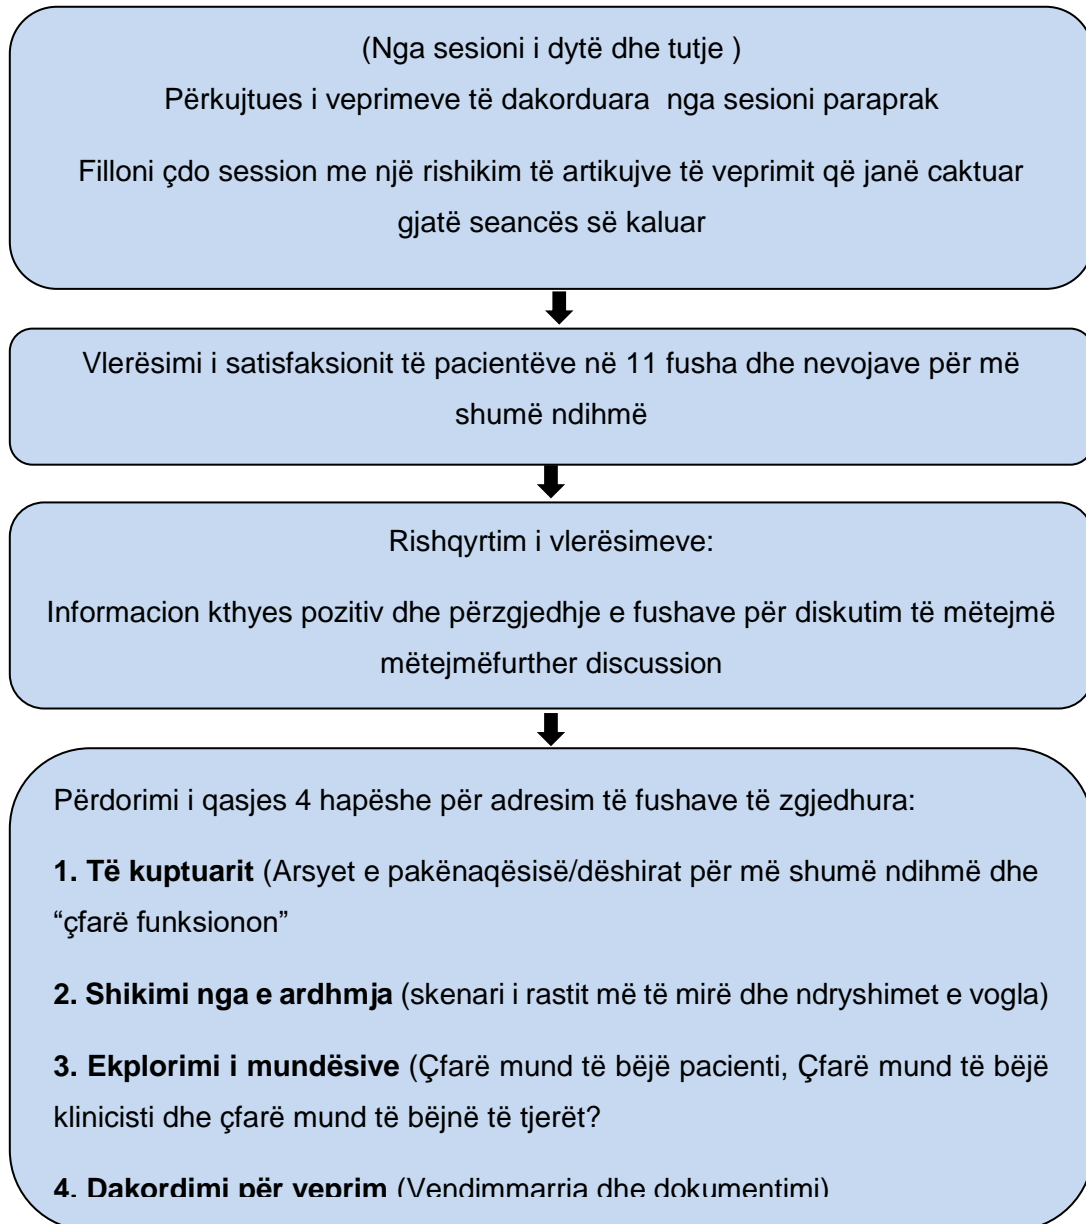 (Nga sesioni i dytë dhe tutje )
Përkujtues i veprimeve të dakorduara nga sesioni paraprak
Filloni çdo session me një rishikim të artikujve të veprimit që janë caktuar
gjatë seancës së kaluar
Vlerësimi i satisfaksionit të pacientëve në 11 fusha dhe nevojave për më
shumë ndihmë
Rishqyrtim i vlerësimeve:
Informacion kthyes pozitiv dhe përzgjedhje e fushave për diskutim të mëtejmë
mëtejmëfurther discussion
Përdorimi i qasjes 4 hapëshe për adresim të fushave të zgjedhura:
1. Të kuptuarit (Arsyet e pakënaqësisë/dëshirat për më shumë ndihmë dhe
“çfarë funksionon”
2. Shikimi nga e ardhmja (skenari i rastit më të mirë dhe ndryshimet e vogla)
3. Ekplorimi i mundësive (Çfarë mund të bëjë pacienti, Çfarë mund të bëjë
klinicisti dhe çfarë mund të bëjnë të tjerët?
4. Dakordimi për veprim (Vendimmarria dhe dokumentimi)